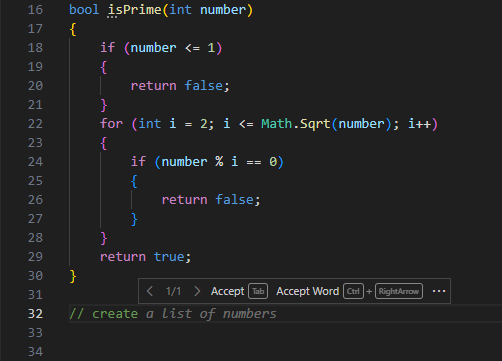 16 bool isPrime(int number)
17 {
18 if (number <= 1)
19 {
20 return false;
21 }
22 for (int i = 2; i <= Math.Sqrt(number); i++)
23 {
24 if (number % i == 0)
25 {
26 return false;
27 }
28 }
29 return true;
30 }
31 < 1/1 > Accept Tab Accept Word Ctrl + RightArrow ...
32 // create a list of numbers
33
34